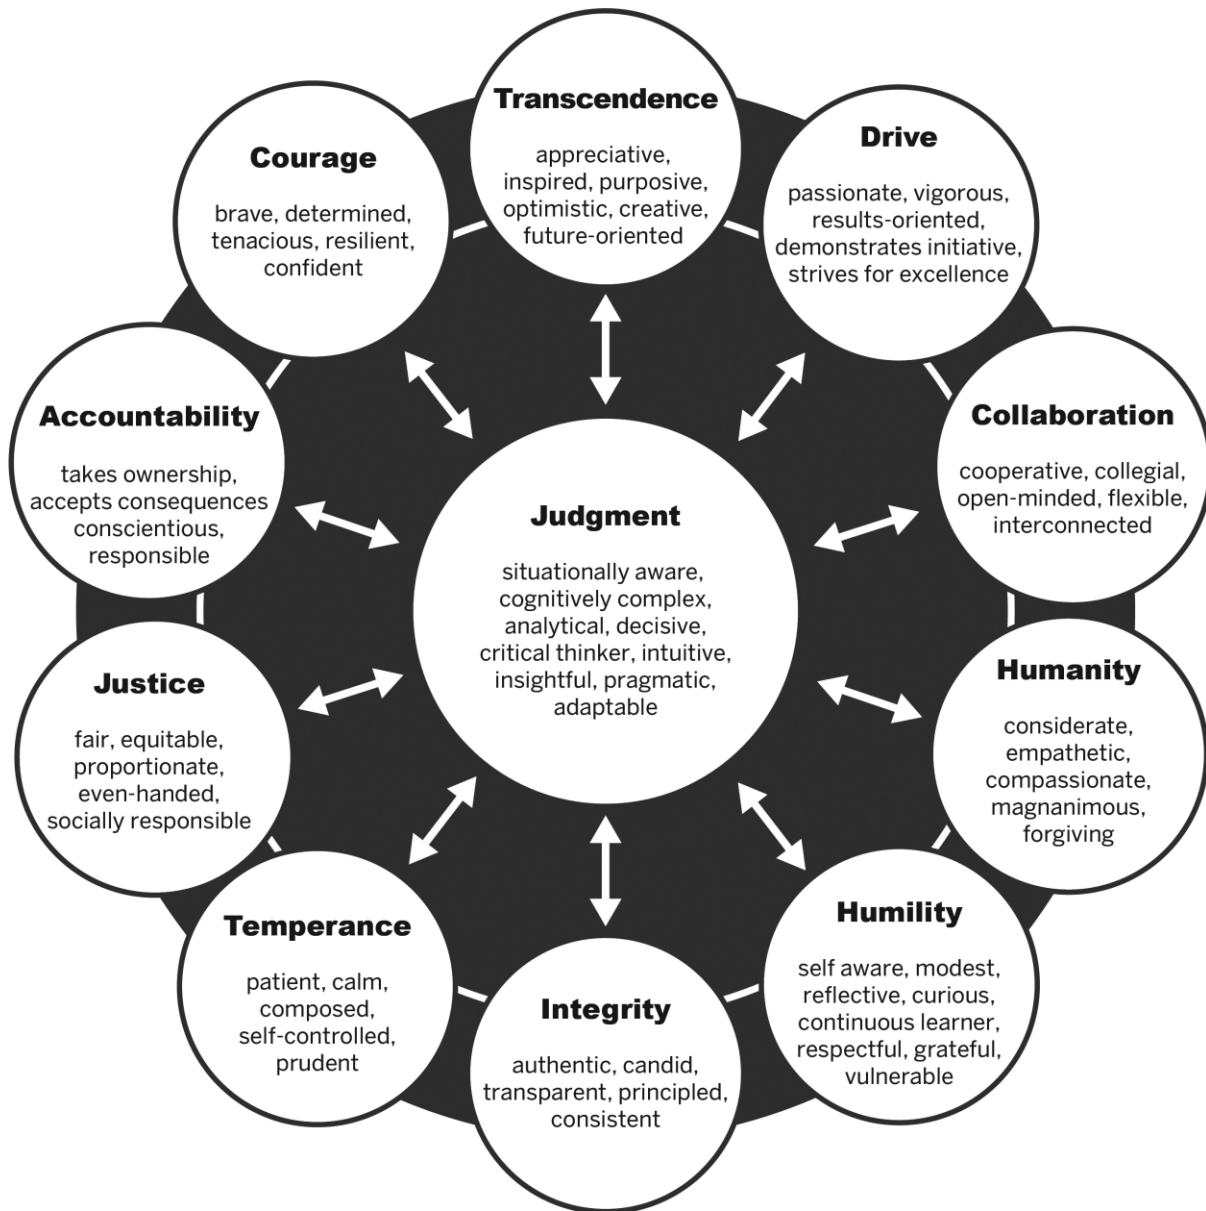 Transcendence
appreciative,
inspired, purposive,
optimistic, creative,
future-oriented
Drive
passionate, vigorous,
results-oriented,
demonstrates initiative,
strives for excellence
Collaboration
cooperative, collegial,
open-minded, flexible,
interconnected
Humanity
considerate,
empathetic,
compassionate,
magnanimous,
forgiving
Humility
self aware, modest,
reflective, curious,
continuous learner,
respectful, grateful,
vulnerable
Integrity
authentic, candid,
transparent, principled,
consistent
Temperance
patient, calm,
composed,
self-controlled,
prudent
Justice
fair, equitable,
proportionate,
even-handed,
socially responsible
Accountability
takes ownership,
accepts consequences
conscientious,
responsible
Courage
brave, determined,
tenacious, resilient,
confident
Judgment
situationally aware,
cognitively complex,
analytical, decisive,
critical thinker, intuitive,
insightful, pragmatic,
adaptable